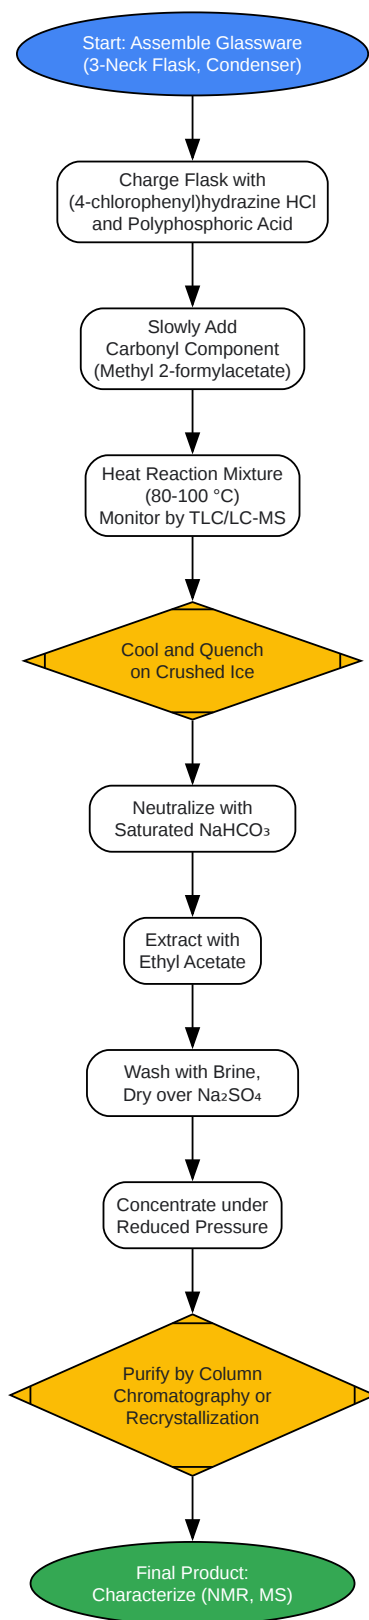 Start: Assemble Glassware
(3-Neck Flask, Condenser)
Charge Flask with
(4-chlorophenyl)hydrazine HCl
and Polyphosphoric Acid
Slowly Add
Carbonyl Component
(Methyl 2-formylacetate)
Heat Reaction Mixture
(80-100 °C)
Monitor by TLC/LC-MS
Cool and Quench
on Crushed Ice
Neutralize with
Saturated NaHCO₃
Extract with
Ethyl Acetate
Wash with Brine,
Dry over Na₂SO₄
Concentrate under
Reduced Pressure
Purify by Column
Chromatography or
Recrystallization
Final Product:
Characterize (NMR, MS)